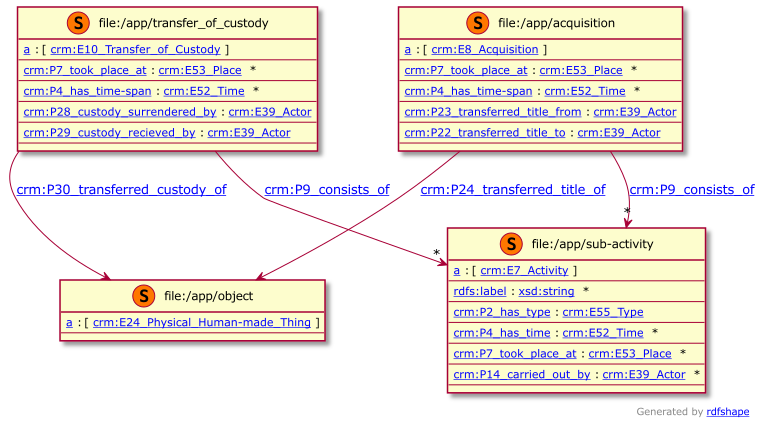 S file:/app/transfer_of_custody
a : [ crm:E10_Transfer_of_Custody ]
crm:P7_took_place_at : crm:E53_Place *
crm:P4_has_time-span : crm:E52_Time *
crm:P28_custody_surrendered_by : crm:E39_Actor
crm:P29_custody_recieved_by : crm:E39_Actor
S file:/app/acquisition
a : [ crm:E8_Acquisition ]
crm:P7_took_place_at : crm:E53_Place *
crm:P4_has_time-span : crm:E52_Time *
crm:P23_transferred_title_from : crm:E39_Actor
crm:P22_transferred_title_to : crm:E39_Actor
crm:P30_transferred_custody_of
crm:P9_consists_of
crm:P24_transferred_title_of
crm:P9_consists_of
*
*
S file:/app/object
a : [ crm:E24_Physical_Human-made_Thing ]
S file:/app/sub-activity
a : [ crm:E7_Activity ]
rdfs:label : xsd:string *
crm:P2_has_type : crm:E55_Type
crm:P4_has_time : crm:E52_Time *
crm:P7_took_place_at : crm:E53_Place *
crm:P14_carried_out_by : crm:E39_Actor *
Generated by rdfshape